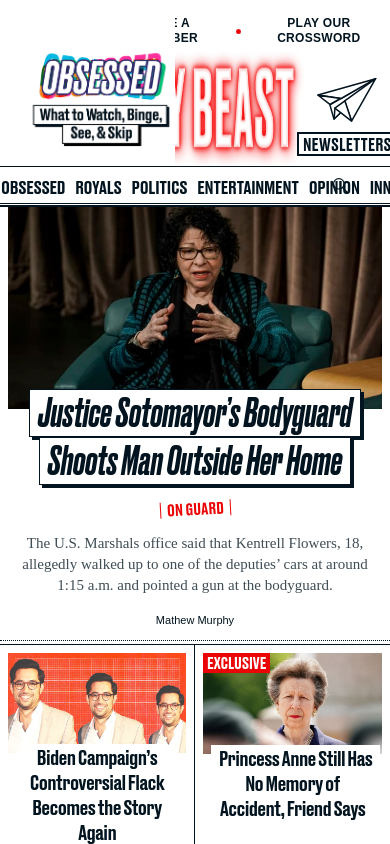 E A
BER
PLAY OUR
CROSSWORD
OBSESSED
What to Watch, Binge,
See, & Skip
Y BEAST
NEWSLETTERS
OBSESSED ROYALS POLITICS ENTERTAINMENT OPINION INN
Justice Sotomayor's Bodyguard
Shoots Man Outside Her Home
ON GUARD
The U.S. Marshals office said that Kentrell Flowers, 18,
allegedly walked up to one of the deputies' cars at around
1:15 a.m. and pointed a gun at the bodyguard.
Mathew Murphy
Biden Campaign's
Controversial Flack
Becomes the Story
Again
EXCLUSIVE
Princess Anne Still Has
No Memory of
Accident, Friend Says